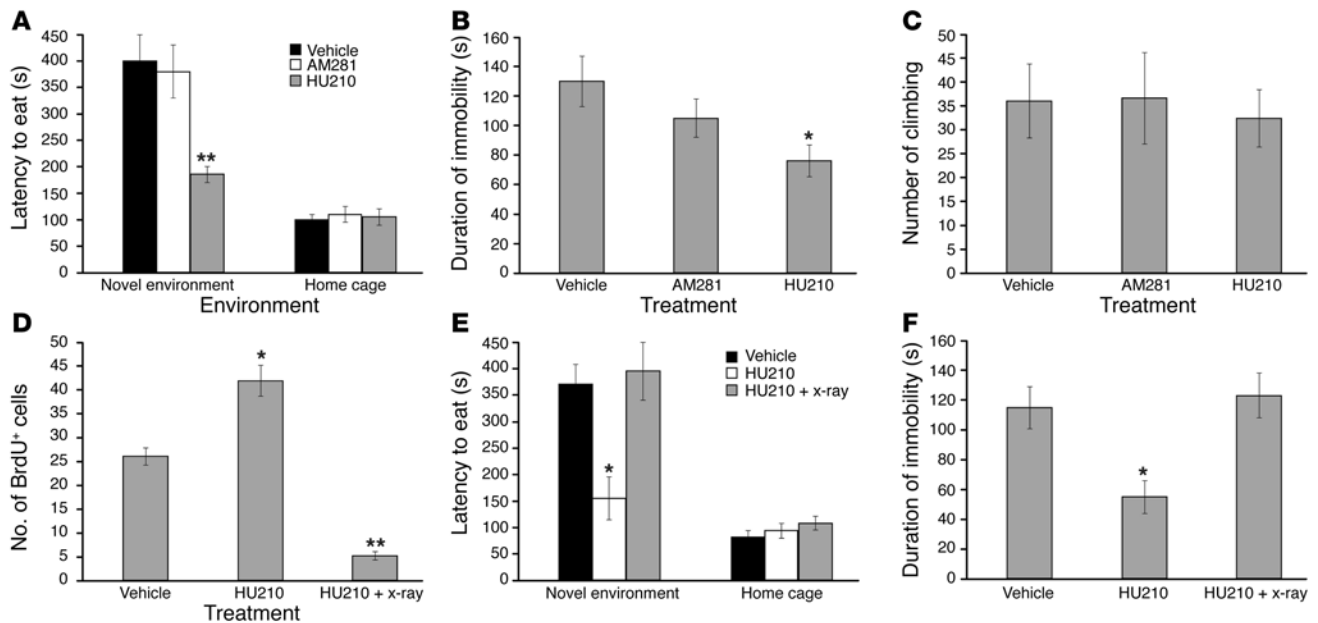 A
Latency to eat (s)
450
400
350
300
250
200
150
100
50
0
**
Vehicle
AM281
HU210
Novel environment Home cage
Environment
B
Duration of immobility (s)
160
140
120
100
80
60
40
20
0
*
Vehicle AM281 HU210
Treatment
C
Number of climbing
50
45
40
35
30
25
20
15
10
5
0
Vehicle AM281 HU210
Treatment
D
No. of BrdU⁺ cells
50
45
40
35
30
25
20
15
10
5
0
*
**
Vehicle HU210 HU210 + x-ray
Treatment
E
Latency to eat (s)
450
400
350
300
250
200
150
100
50
0
*
Vehicle
HU210
HU210 + x-ray
Novel environment Home cage
F
Duration of immobility (s)
160
140
120
100
80
60
40
20
0
*
Vehicle HU210 HU210 + x-ray